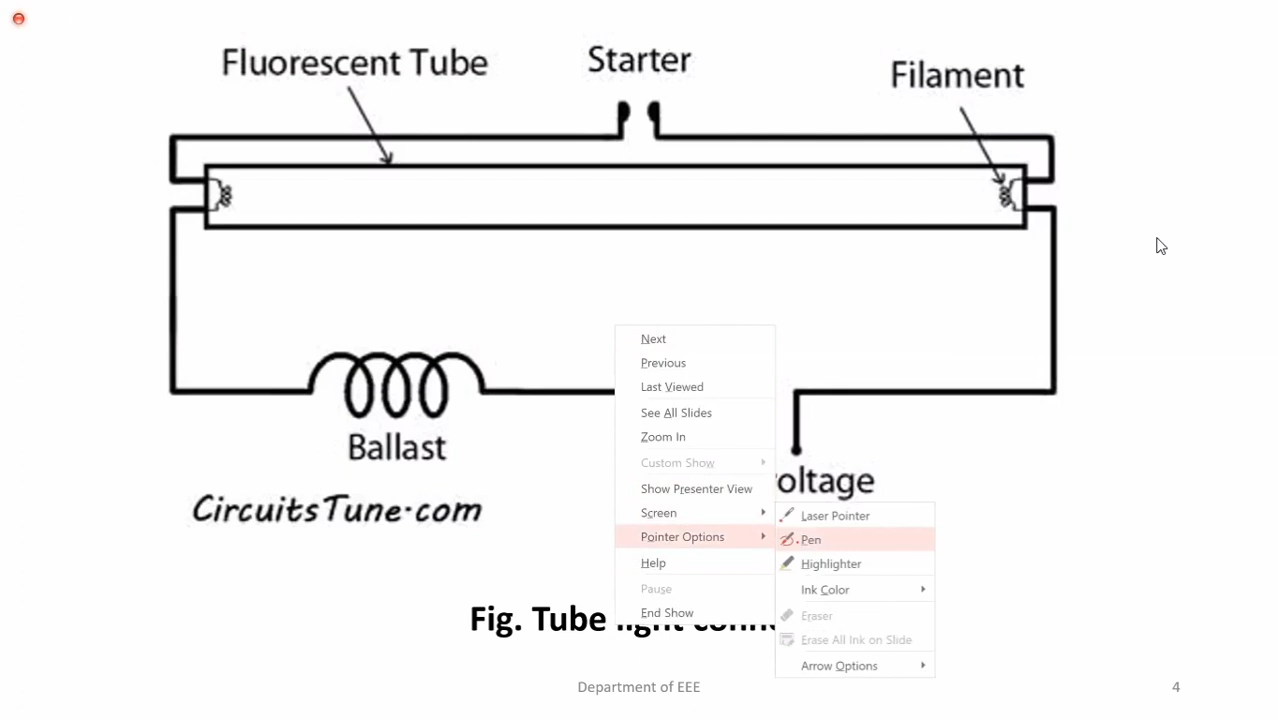 Fluorescent Tube
Starter
Filament
Ballast
CircuitsTune.com
oltage
Next
Previous
Last Viewed
See All Slides
Zoom In
Custom Show
Show Presenter View
Screen
Pointer Options
Help
Pause
End Show
Laser Pointer
Pen
Highlighter
Ink Color
Eraser
Erase All Ink on Slide
Arrow Options
Fig. Tube light conne
Department of EEE
4